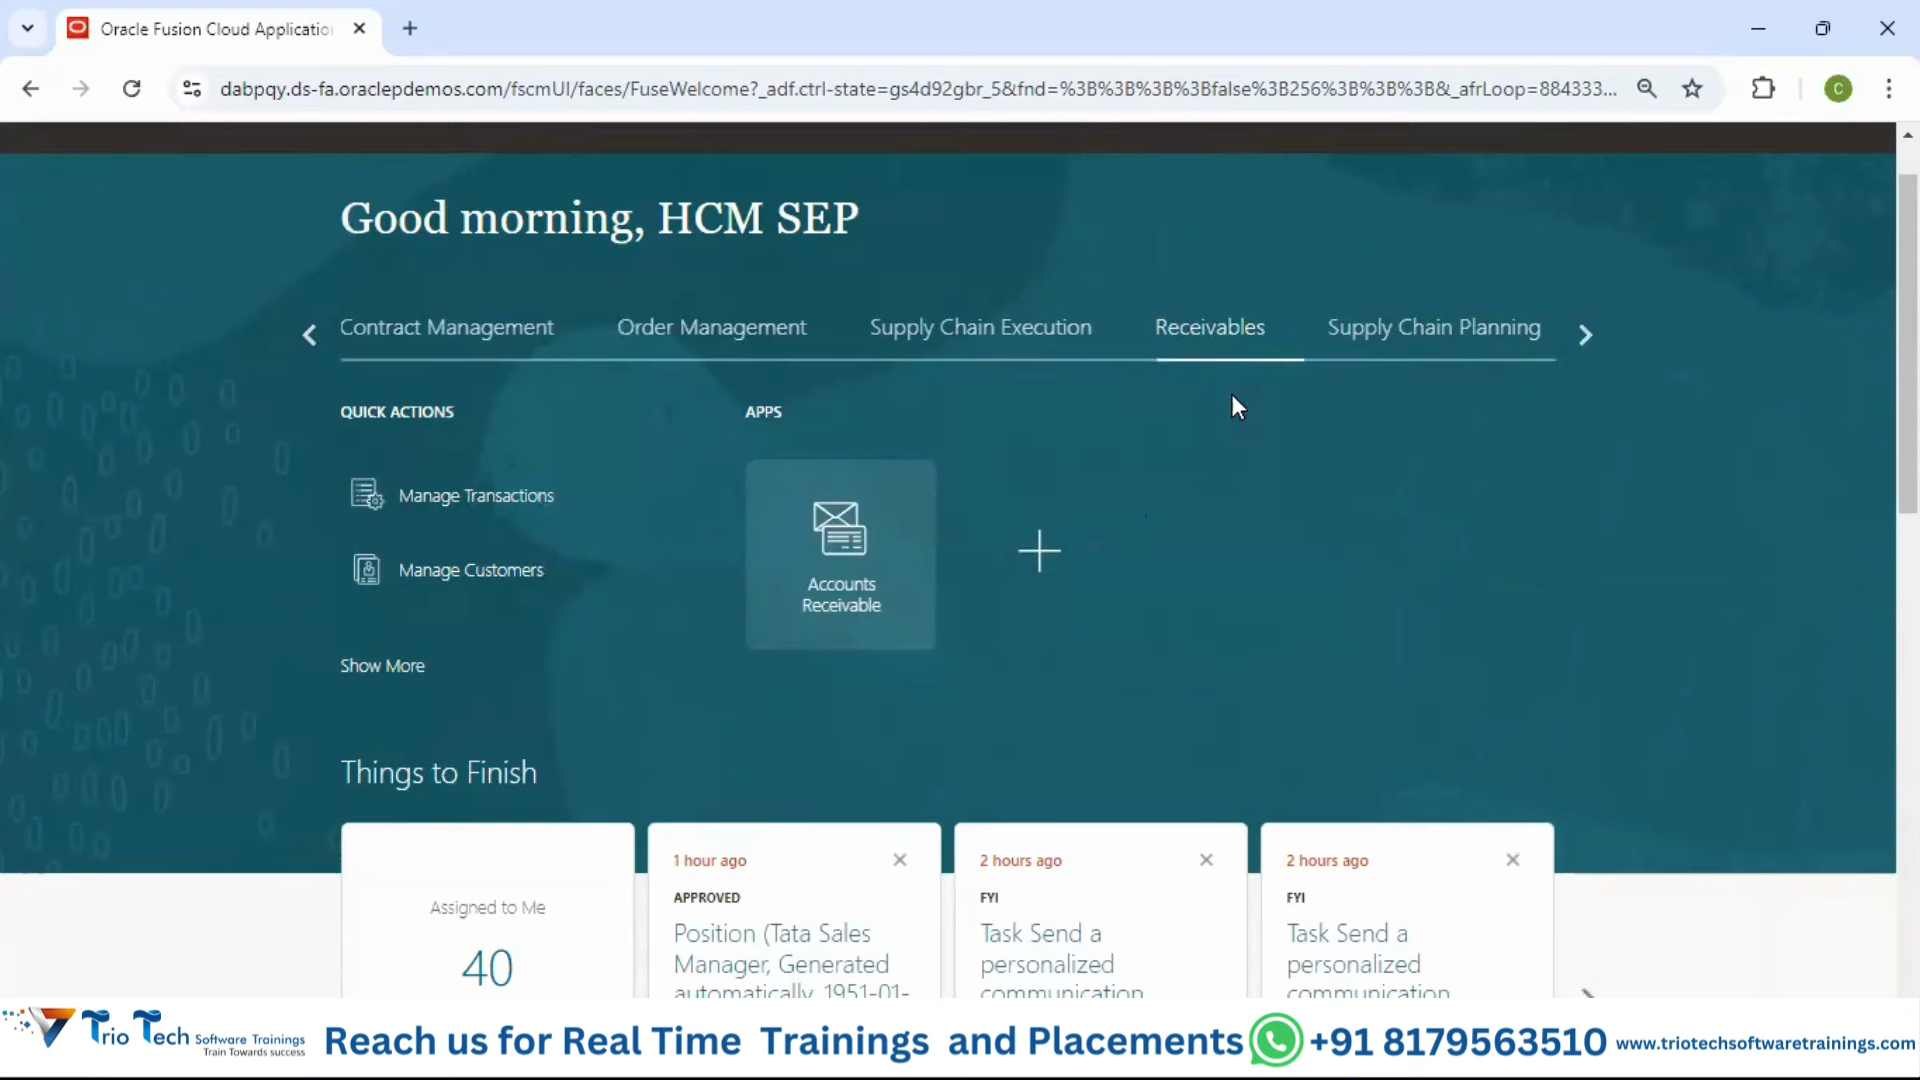 Oracle Fusion Cloud Applicatio
dabpqy.ds-fa.oraclepdemos.com/fscmUI/faces/FuseWelcome?_adf.ctrl-state=gs4d92gbr_5&fnd=%3B%3B%3B%3Bfalse%3B256%3B%3B%3B&_afrLoop=884333...
C
Good morning, HCM SEP
Contract Management
Order Management
Supply Chain Execution
Receivables
Supply Chain Planning
QUICK ACTIONS
APPS
Manage Transactions
Manage Customers
Show More
Accounts
Receivable
Things to Finish
Assigned to Me
40
1 hour ago
APPROVED
Position (Tata Sales
Manager, Generated
automatically, 1951-01-
2 hours ago
FYI
Task Send a
personalized
communication
2 hours ago
FYI
Task Send a
personalized
communication
Trio Tech Software Trainings
Train Towards success
Reach us for Real Time Trainings and Placements +91 8179563510 www.triotechsoftwaretrainings.com